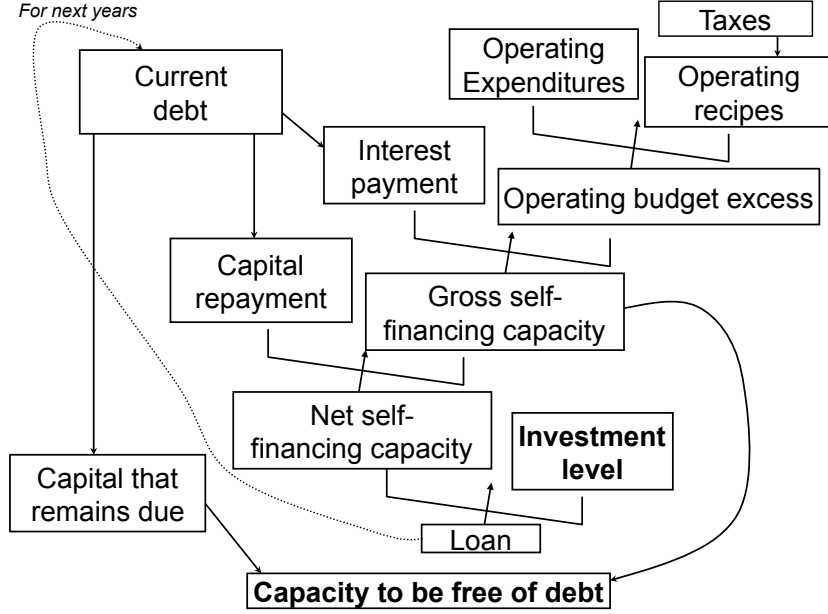 For next years
Taxes
Current
debt
Operating
Expenditures
Operating
recipes
Interest
payment
Operating budget excess
Capital
repayment
Gross self-
financing capacity
Net self-
financing capacity
Investment
level
Capital that
remains due
Loan
Capacity to be free of debt